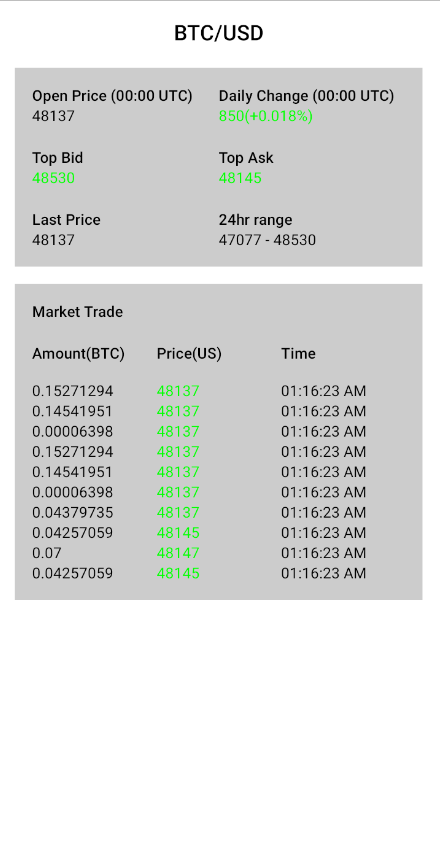 BTC/USD
Open Price (00:00 UTC) Daily Change (00:00 UTC)
48137 850(+0.018%)
Top Bid Top Ask
48530 48145
Last Price 24hr range
48137 47077 - 48530
Market Trade
Amount(BTC) Price(US) Time
0.15271294 48137 01:16:23 AM
0.14541951 48137 01:16:23 AM
0.00006398 48137 01:16:23 AM
0.15271294 48137 01:16:23 AM
0.14541951 48137 01:16:23 AM
0.00006398 48137 01:16:23 AM
0.04379735 48137 01:16:23 AM
0.04257059 48145 01:16:23 AM
0.07 48147 01:16:23 AM
0.04257059 48145 01:16:23 AM